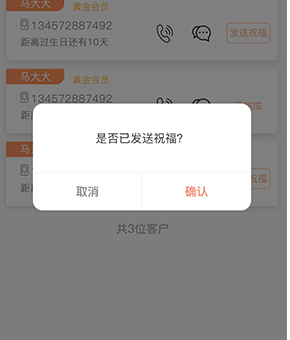 马大大 黄金会员
134572887492
距离过生日还有10天 发送祝福
马大大 黄金会员
134572887492
成
是否已发送祝福?
马大大
祝福
取消 确认
共3位客户